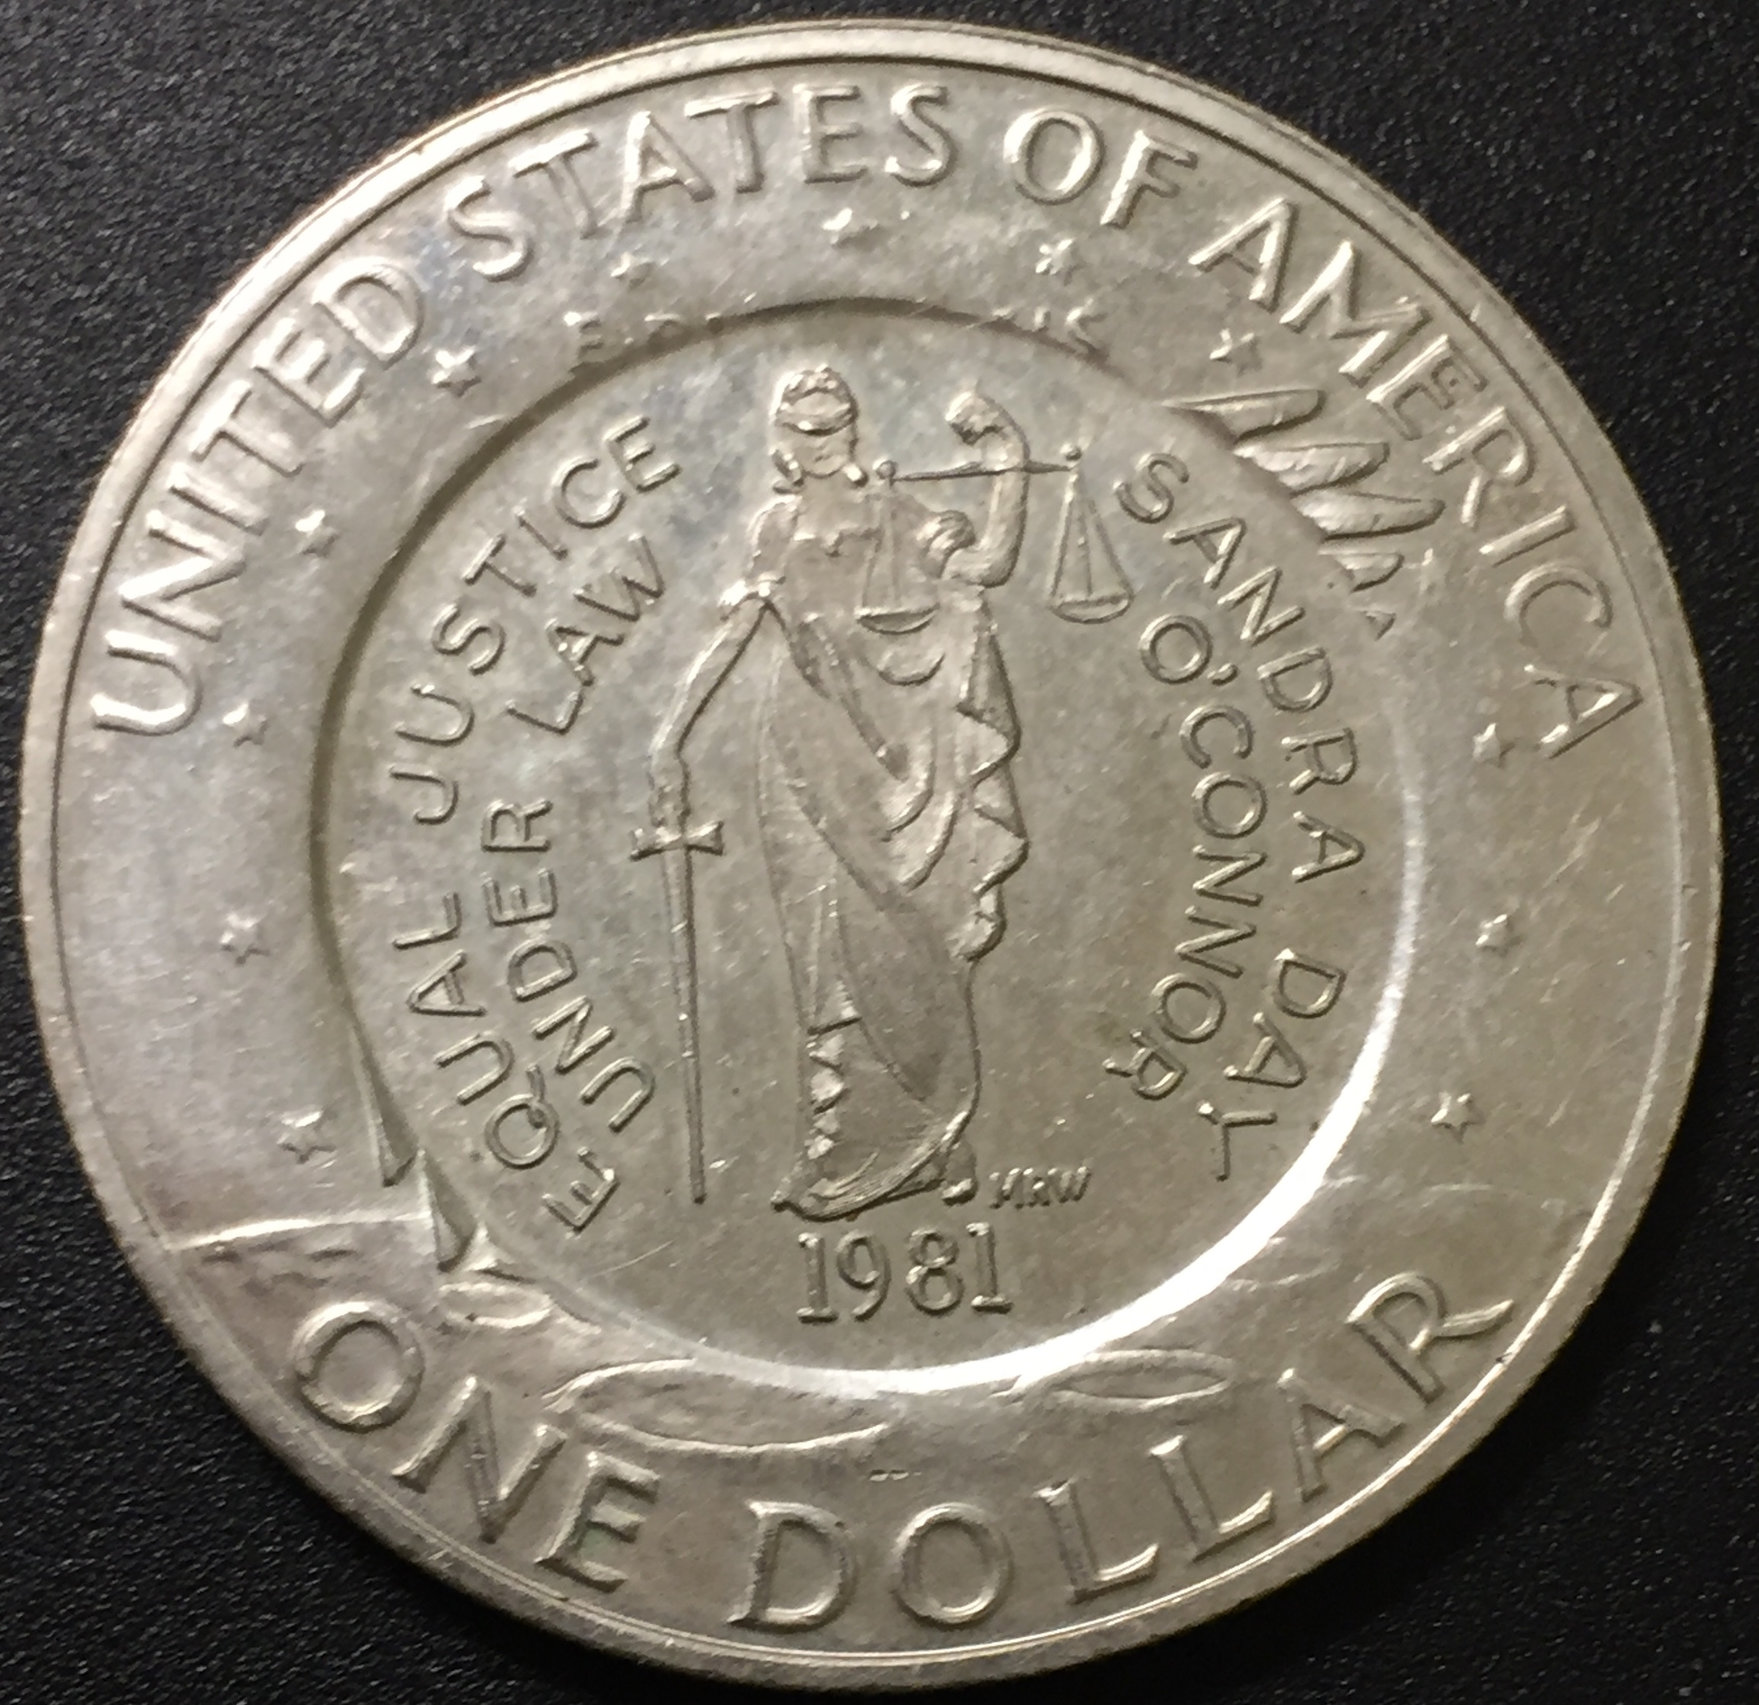 UNITED STATES OF AMERICA
EQUAL JUSTICE
UNDER LAW
SANDRA DAY
O'CONNOR
MRW
1981
ONE DOLLAR